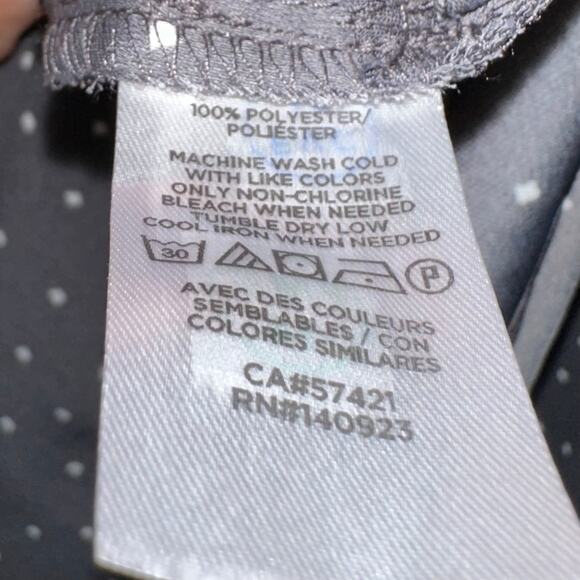 100% POLYESTER/
POLIÉSTER
MACHINE WASH COLD
WITH LIKE COLORS
ONLY NON-CHLORINE
BLEACH WHEN NEEDED
TUMBLE DRY LOW
COOL IRON WHEN NEEDED
30 P
AVEC DES COULEURS
SEMBLABLES / CON
COLORES SIMILARES
CA#57421
RN#140923